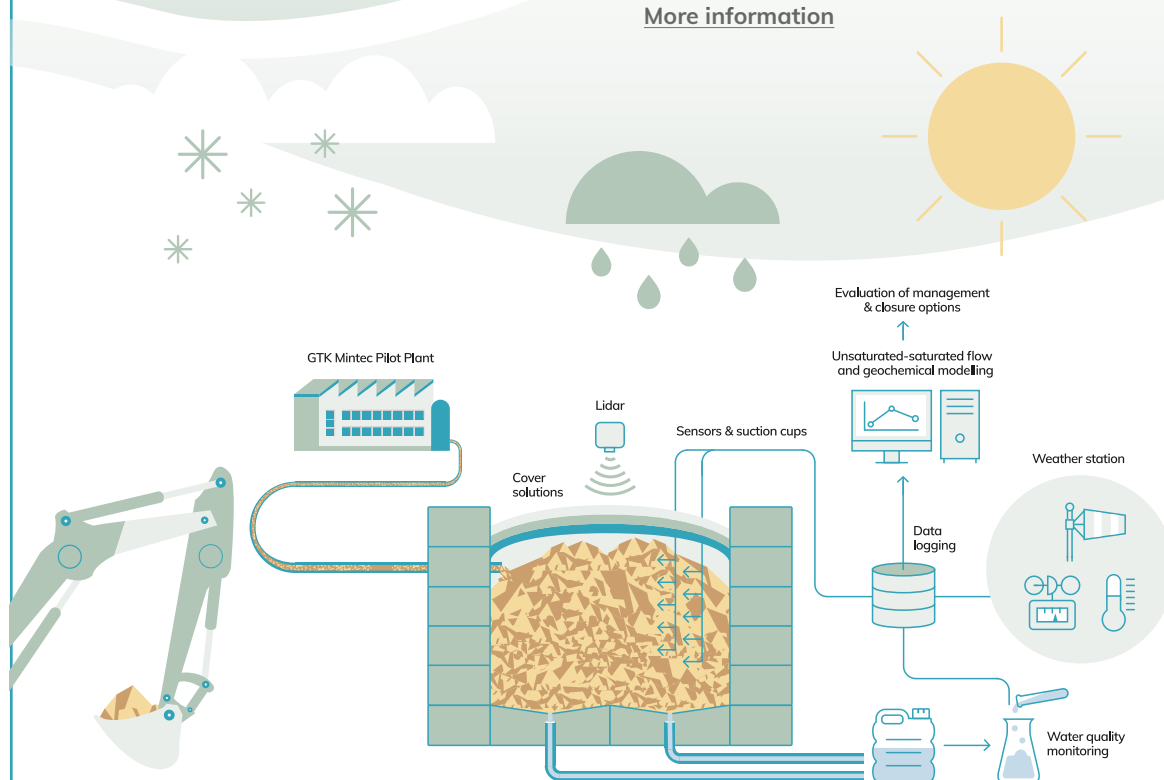 More information
Evaluation of management
& closure options
GTK Mintec Pilot Plant
Unsaturated-saturated flow
and geochemical modelling
Lidar
Sensors & suction cups
Weather station
Cover
solutions
Data
logging
Water quality
monitoring